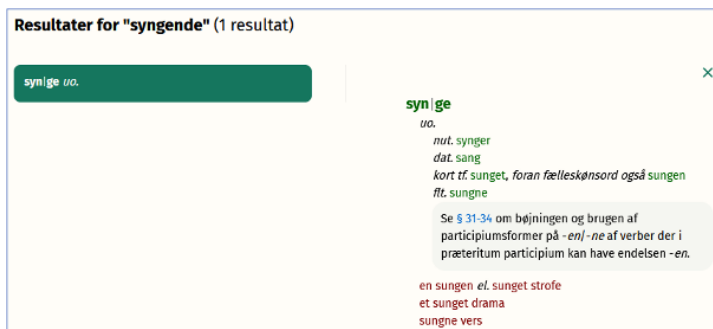 Resultater for "syngende" (1 resultat)
syn|ge uo.
×
syn|ge
uo.
nut. synger
dat. sang
kort tf. sunget, foran fælleskønsord også sungen
flt. sungne
Se § 31-34 om bøjningen og brugen af
participiumsformer på -en/-ne af verber der i
præteritum participium kan have endelsen -en.
en sungen el. sunget strofe
et sunget drama
sungne vers